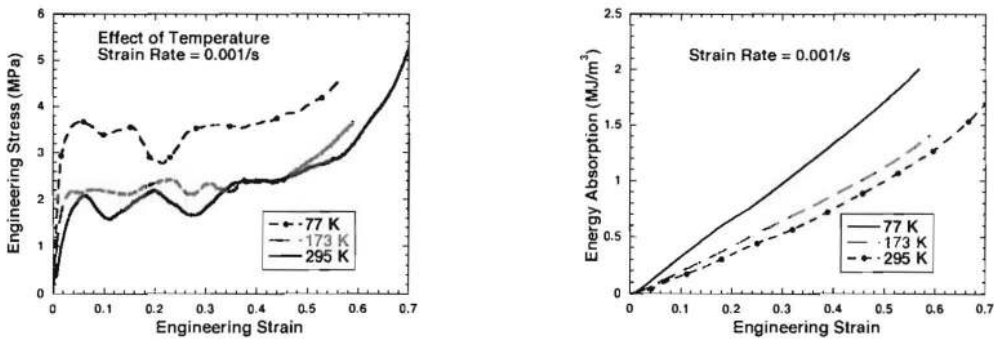 Effect of Temperature
Strain Rate = 0.001/s
Engineering Stress (MPa)
6
5
4
3
2
1
0
0 0.1 0.2 0.3 0.4 0.5 0.6 0.7
Engineering Strain
77 K
173 K
295 K
Strain Rate = 0.001/s
Energy Absorption (MJ/m³)
2.5
2
1.5
1
0.5
0
0 0.1 0.2 0.3 0.4 0.5 0.6 0.7
Engineering Strain
77 K
173 K
295 K